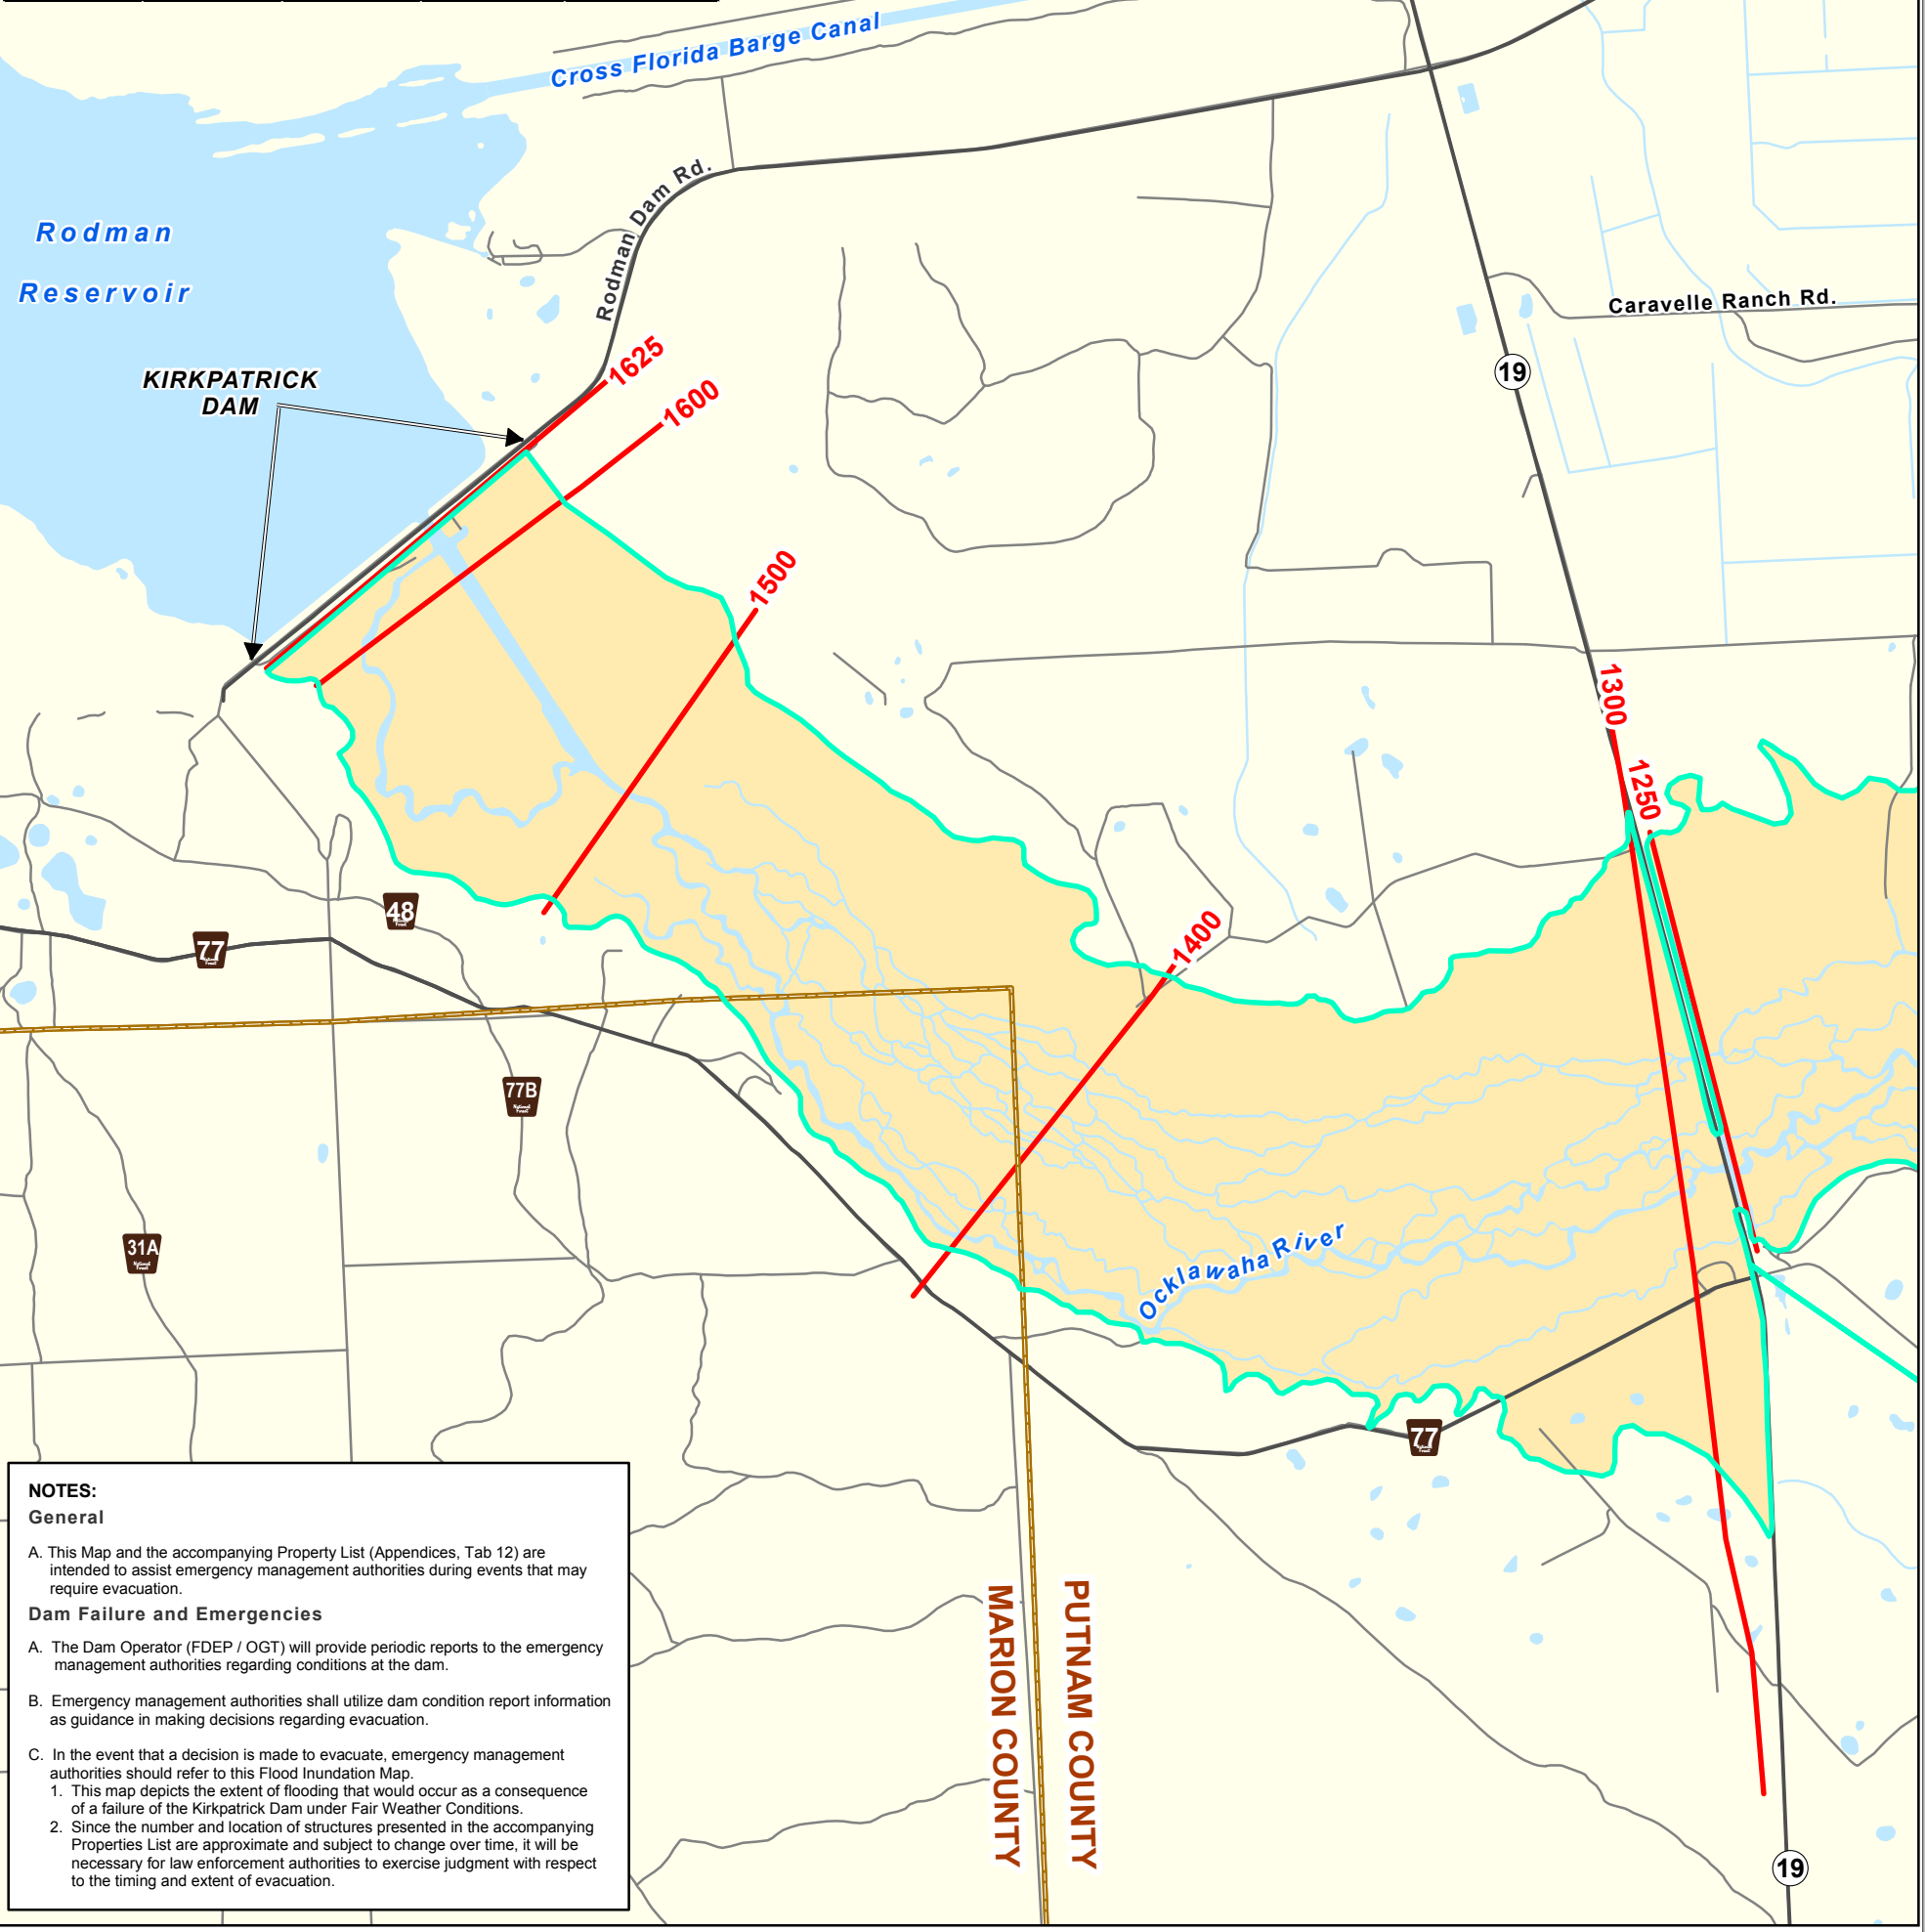 Cross Florida Barge Canal
Rodman Dam Rd.
Rodman
Reservoir
Caravelle Ranch Rd.
1625
19
KIRKPATRICK
DAM
1600
1500
1300
1250
48
77
1400
77B
31A
Ocklawaha River
77
NOTES:
General
A. This Map and the accompanying Property List (Appendices, Tab 12) are
intended to assist emergency management authorities during events that may
require evacuation.
Dam Failure and Emergencies
A. The Dam Operator (FDEP / OGT) will provide periodic reports to the emergency
management authorities regarding conditions at the dam.
B. Emergency management authorities shall utilize dam condition report information
as guidance in making decisions regarding evacuation.
C. In the event that a decision is made to evacuate, emergency management
authorities should refer to this Flood Inundation Map.
1. This map depicts the extent of flooding that would occur as a consequence
of a failure of the Kirkpatrick Dam under Fair Weather Conditions.
2. Since the number and location of structures presented in the accompanying
Properties List are approximate and subject to change over time, it will be
necessary for law enforcement authorities to exercise judgment with respect
to the timing and extent of evacuation.
MARION COUNTY
PUTNAM COUNTY
19